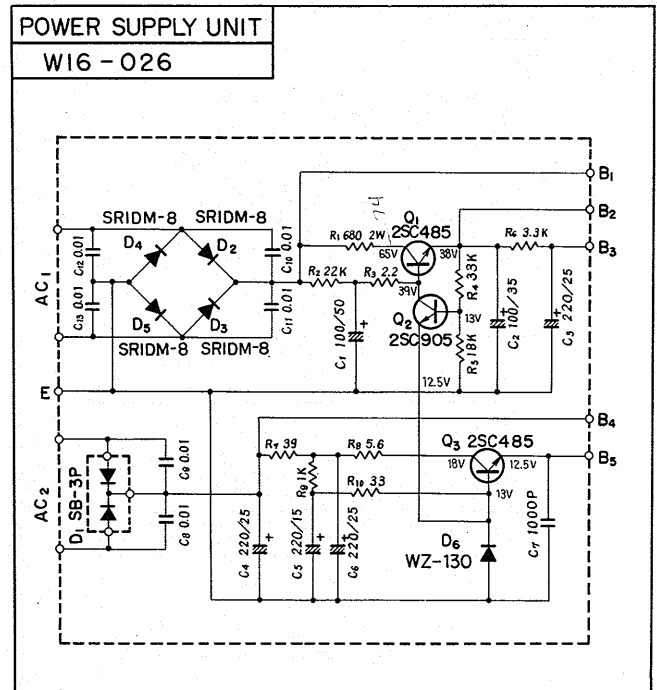 POWER SUPPLY UNIT
W16-026
B1
B2
B3
B4
B5
AC1
E
AC2
SRIDM-8 SRIDM-8
SRIDM-8 SRIDM-8
D4
D2
D5
D3
C12 0.01
C13 0.01
C10 0.01
C11 0.01
R1 680 2W
65V
Q1
2SC485
38V
39V
R6 3.3K
R2 22K
R3 2.2
R4 33K
Q2
2SC905
13V
R5 18K
12.5V
C1 100/50
+
C2 100/35
+
C3 220/25
+
D1 SB-3P
C9 0.01
C8 0.01
R7 39
R8 5.6
R9 1K
R10 33
Q3 2SC485
18V
12.5V
13V
C4 220/25
+
C5 220/15
+
C6 220/25
+
D6
WZ-130
C7 1000P